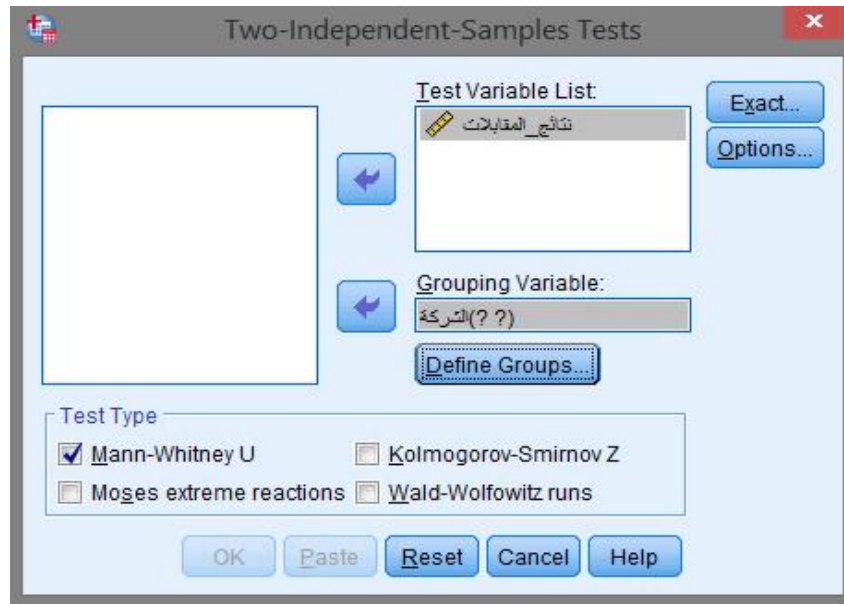 Two-Independent-Samples Tests
Test Variable List:
نتائج_المقابلات
Exact...
Options...
Grouping Variable:
الشركة(? ?)
Define Groups...
Test Type
Mann-Whitney U
Kolmogorov-Smirnov Z
Moses extreme reactions
Wald-Wolfowitz runs
OK
Paste
Reset
Cancel
Help